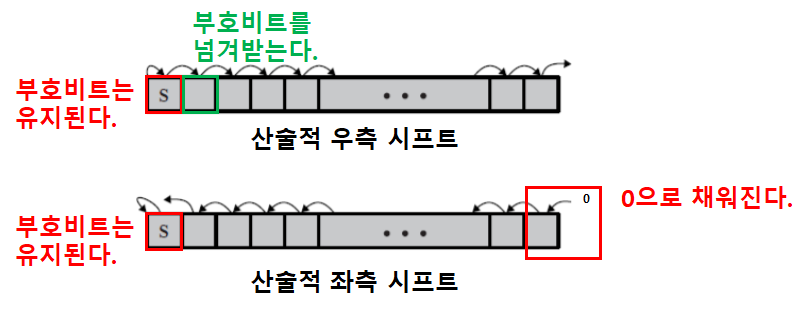 부호비트를
넘겨받는다.
부호비트는
유지된다.
S
• • •
산술적 우측 시프트
0
0으로 채워진다.
부호비트는
유지된다.
S
• • •
산술적 좌측 시프트